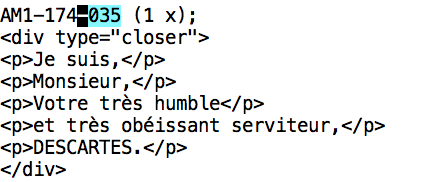 AM1-174-035 (1 x);
<div type="closer">
<p>Je suis,</p>
<p>Monsieur,</p>
<p>Votre très humble</p>
<p>et très obéissant serviteur,</p>
<p>DESCARTES.</p>
</div>